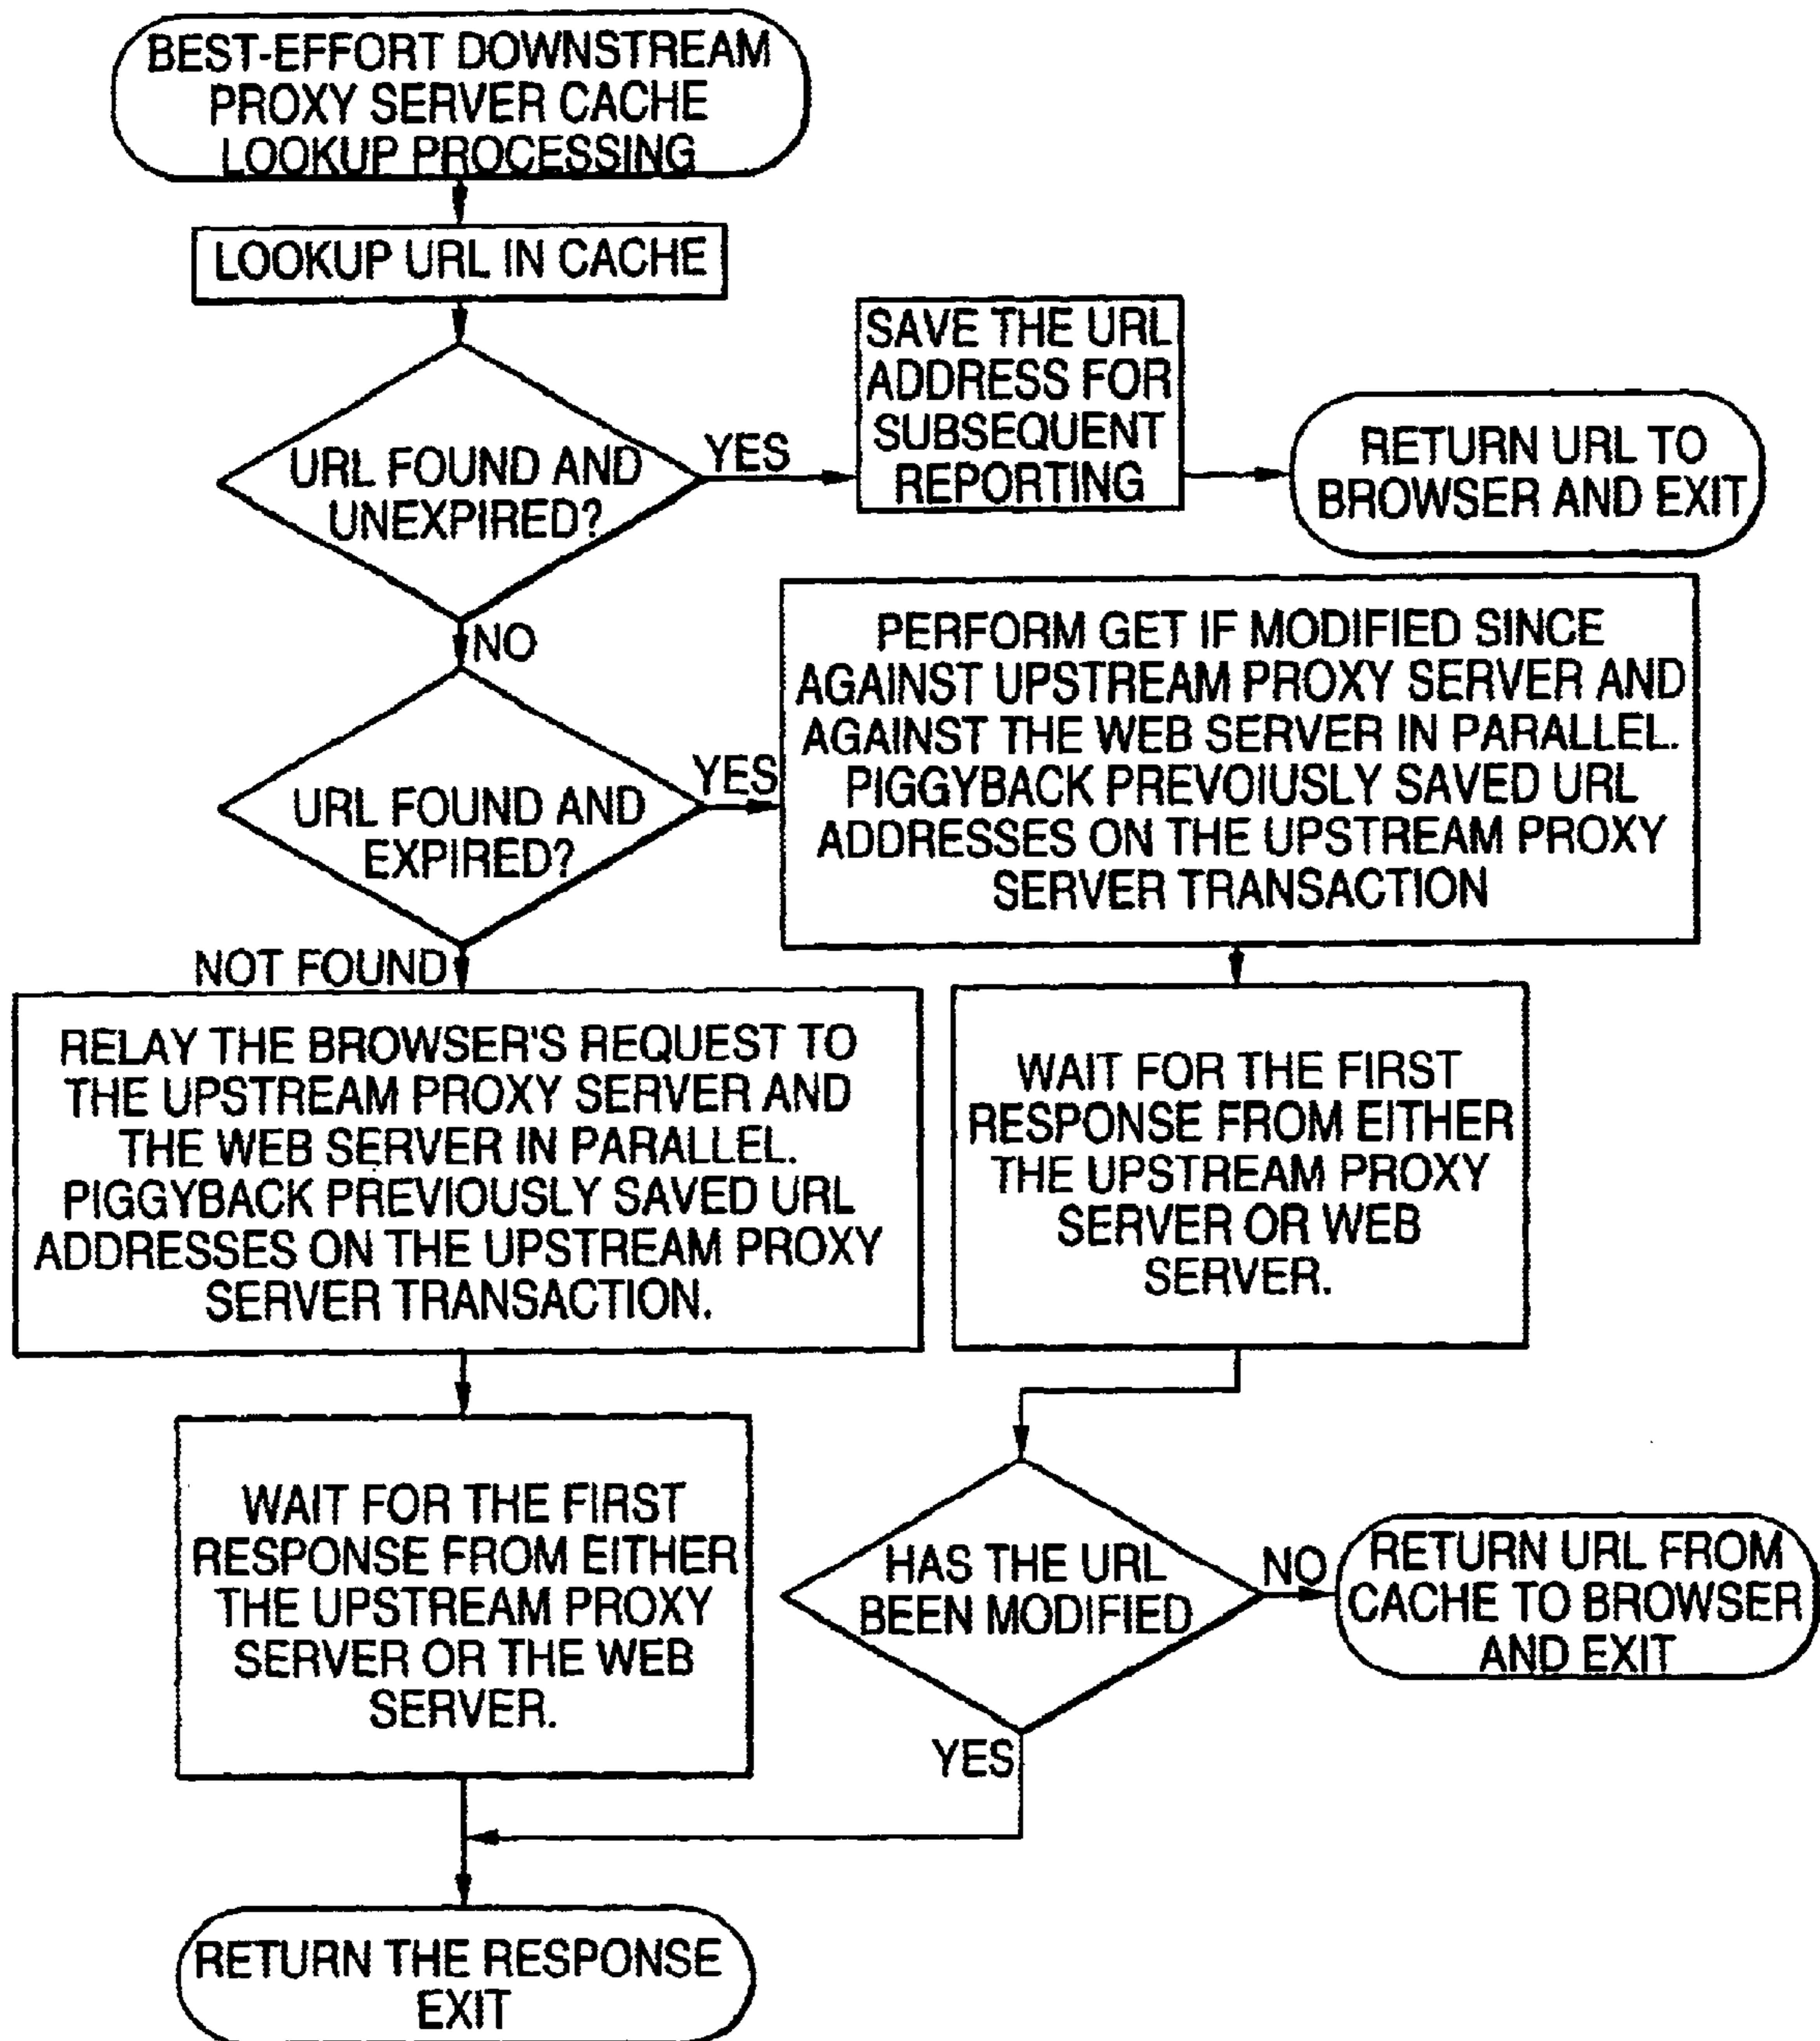 BEST-EFFORT DOWNSTREAM
PROXY SERVER CACHE
LOOKUP PROCESSING
LOOKUP URL IN CACHE
URL FOUND AND
UNEXPIRED?
YES
SAVE THE URL
ADDRESS FOR
SUBSEQUENT
REPORTING
RETURN URL TO
BROWSER AND EXIT
NO
URL FOUND AND
EXPIRED?
YES
PERFORM GET IF MODIFIED SINCE
AGAINST UPSTREAM PROXY SERVER AND
AGAINST THE WEB SERVER IN PARALLEL.
PIGGYBACK PREVOIUSLY SAVED URL
ADDRESSES ON THE UPSTREAM PROXY
SERVER TRANSACTION
NOT FOUND
RELAY THE BROWSER'S REQUEST TO
THE UPSTREAM PROXY SERVER AND
THE WEB SERVER IN PARALLEL.
PIGGYBACK PREVIOUSLY SAVED URL
ADDRESSES ON THE UPSTREAM PROXY
SERVER TRANSACTION.
WAIT FOR THE FIRST
RESPONSE FROM EITHER
THE UPSTREAM PROXY
SERVER OR WEB
SERVER.
WAIT FOR THE FIRST
RESPONSE FROM EITHER
THE UPSTREAM PROXY
SERVER OR THE WEB
SERVER.
HAS THE URL
BEEN MODIFIED
NO
RETURN URL FROM
CACHE TO BROWSER
AND EXIT
YES
RETURN THE RESPONSE
EXIT